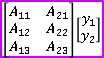 [A₁₁ A₂₁] [y₁]
[A₁₂ A₂₂] [y₂]
[A₁₃ A₂₃]